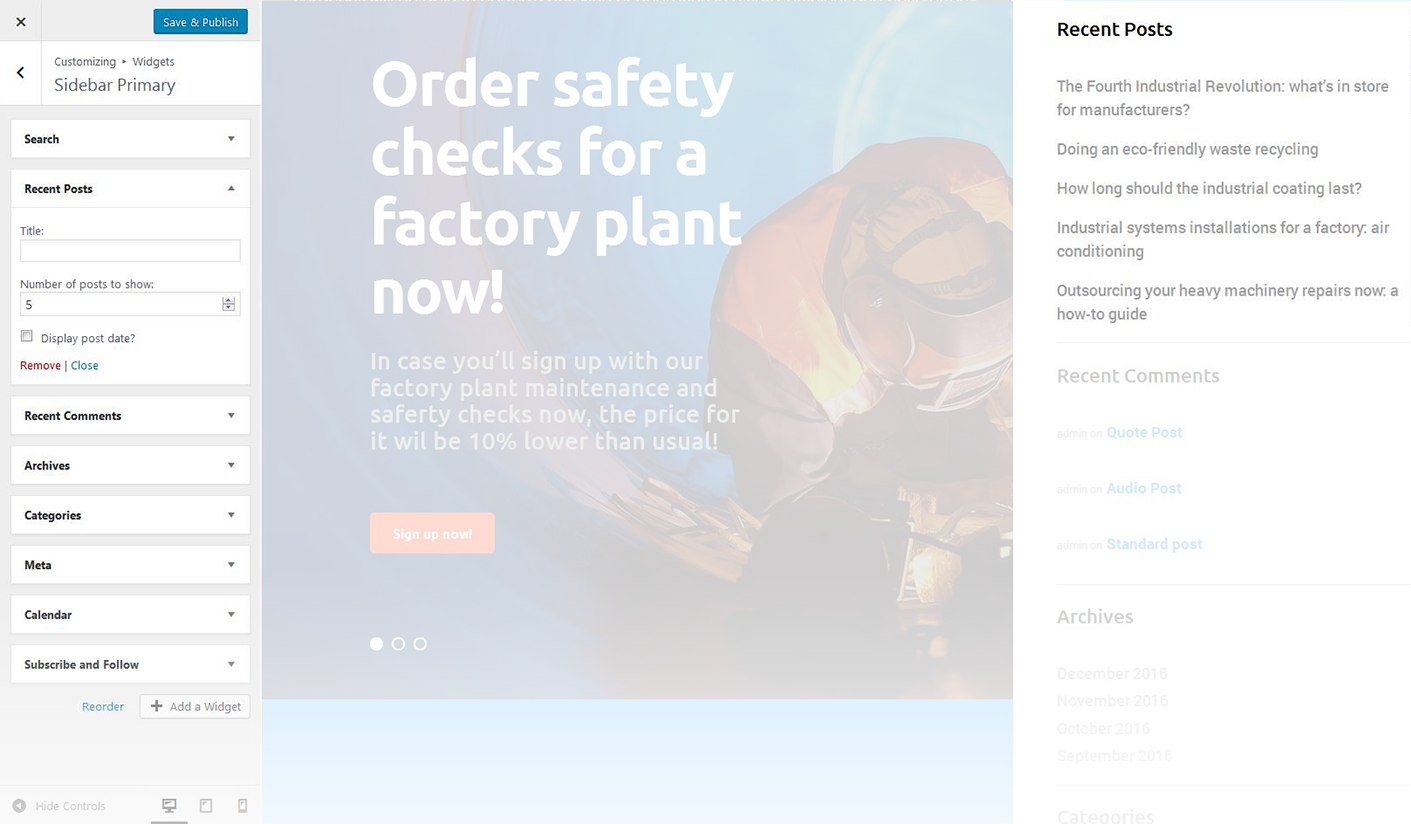 Save & Publish
Customizing ▸ Widgets
Sidebar Primary
Search
Recent Posts
Title:
Number of posts to show:
5
Display post date?
Remove | Close
Recent Comments
Archives
Categories
Meta
Calendar
Subscribe and Follow
Reorder
Add a Widget
Hide Controls
Order safety
checks for a
factory plant
now!
In case you’ll sign up with our
factory plant maintenance and
saferty checks now, the price for
it wil be 10% lower than usual!
Sign up now!
Recent Posts
The Fourth Industrial Revolution: what’s in store
for manufacturers?
Doing an eco-friendly waste recycling
How long should the industrial coating last?
Industrial systems installations for a factory: air
conditioning
Outsourcing your heavy machinery repairs now: a
how-to guide
Recent Comments
admin on Quote Post
admin on Audio Post
admin on Standard post
Archives
December 2016
November 2016
October 2016
September 2016
Categories